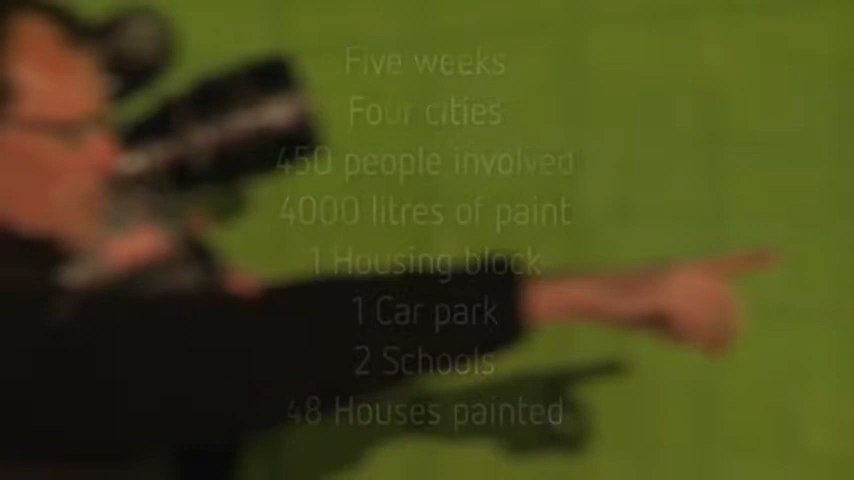 Five weeks
Four cities
450 people involved
4000 litres of paint
1 Housing block
1 Car park
2 Schools
48 Houses painted